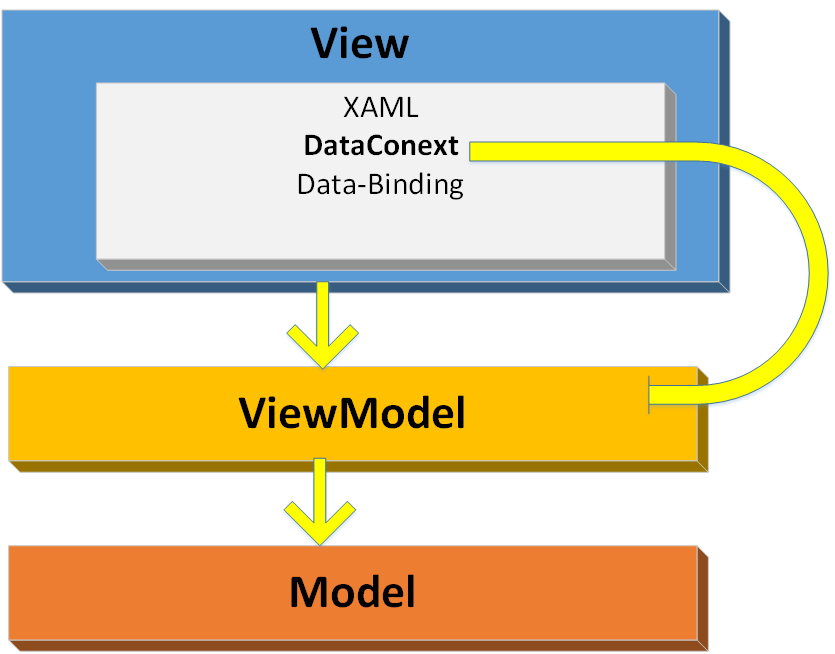 View
XAML
DataConext
Data-Binding
ViewModel
Model